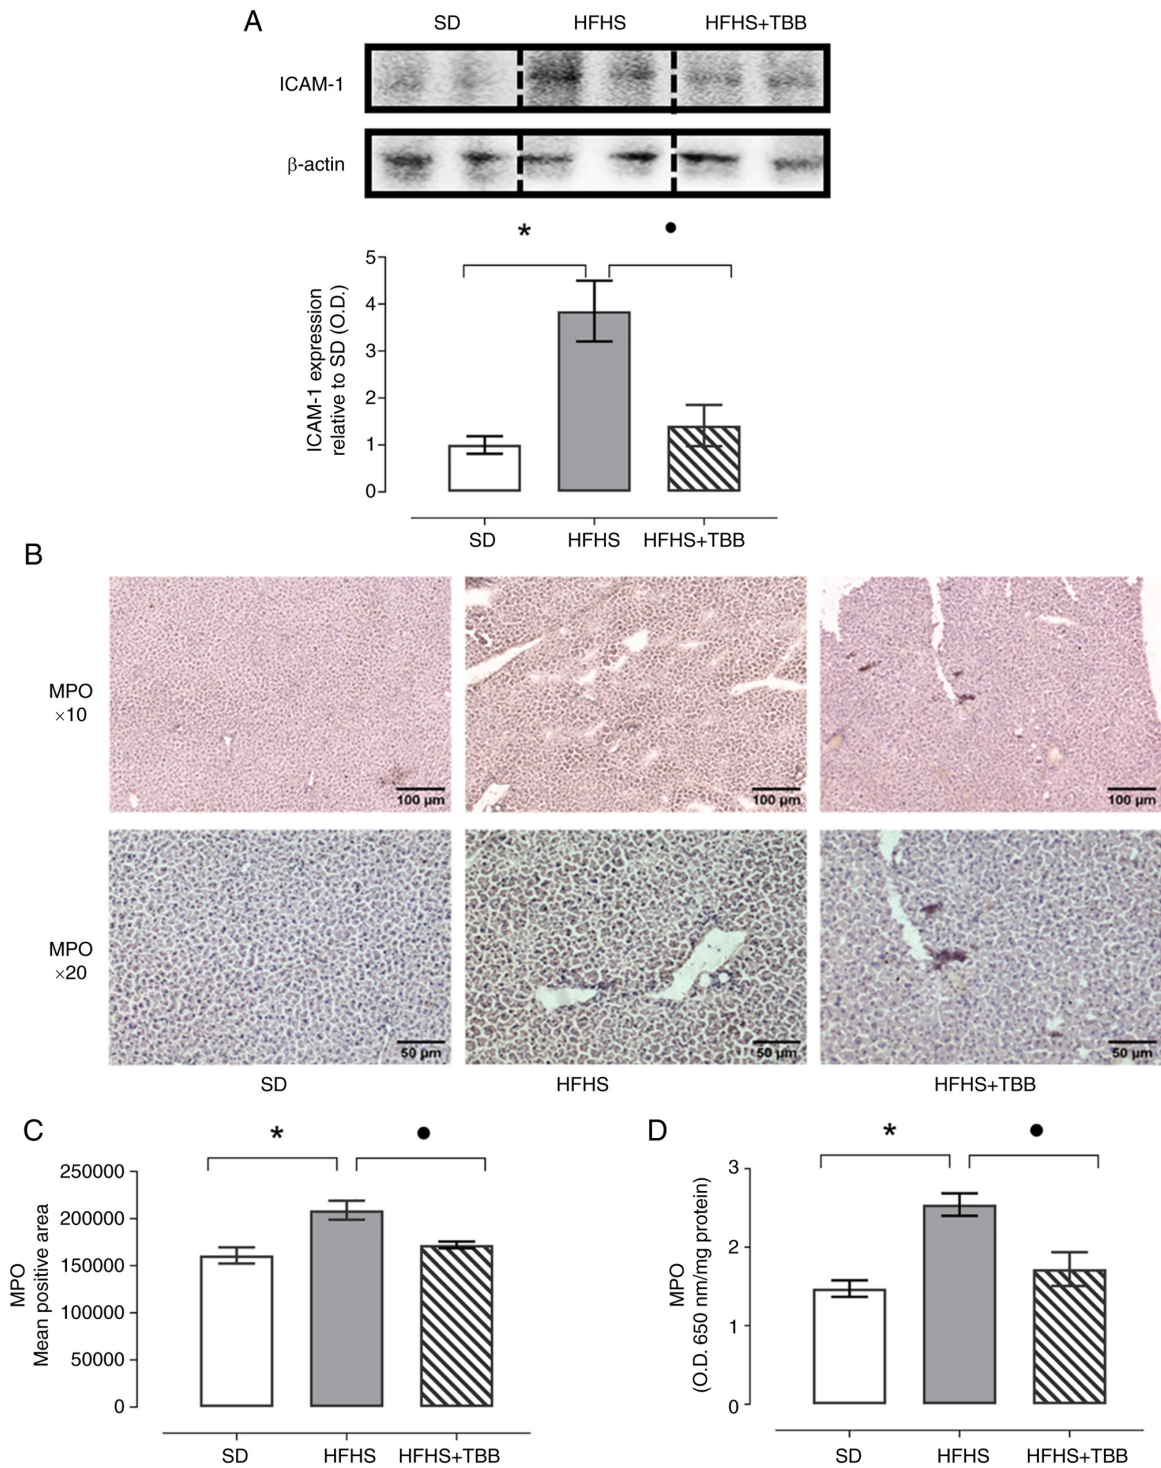 A
SD HFHS HFHS+TBB
ICAM-1
β-actin
* •
ICAM-1 expression
relative to SD (O.D.)
5
4
3
2
1
0
SD HFHS HFHS+TBB
B
MPO
×10
100 µm 100 µm 100 µm
MPO
×20
50 µm 50 µm 50 µm
SD HFHS HFHS+TBB
C
* •
MPO
Mean positive area
250000
200000
150000
100000
50000
0
SD HFHS HFHS+TBB
D
* •
MPO
(O.D. 650 nm/mg protein)
3
2
1
0
SD HFHS HFHS+TBB